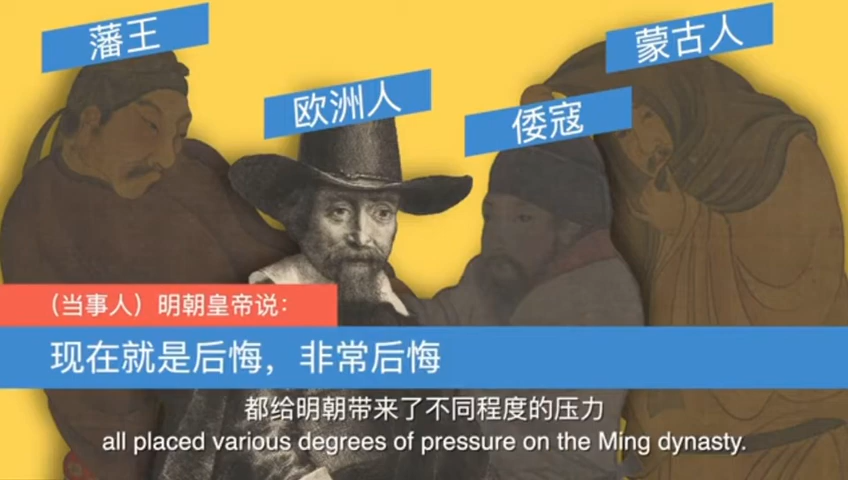 藩王
欧洲人
倭寇
蒙古人
（当事人）明朝皇帝说：
现在就是后悔，非常后悔
都给明朝带来了不同程度的压力
all placed various degrees of pressure on the Ming dynasty.